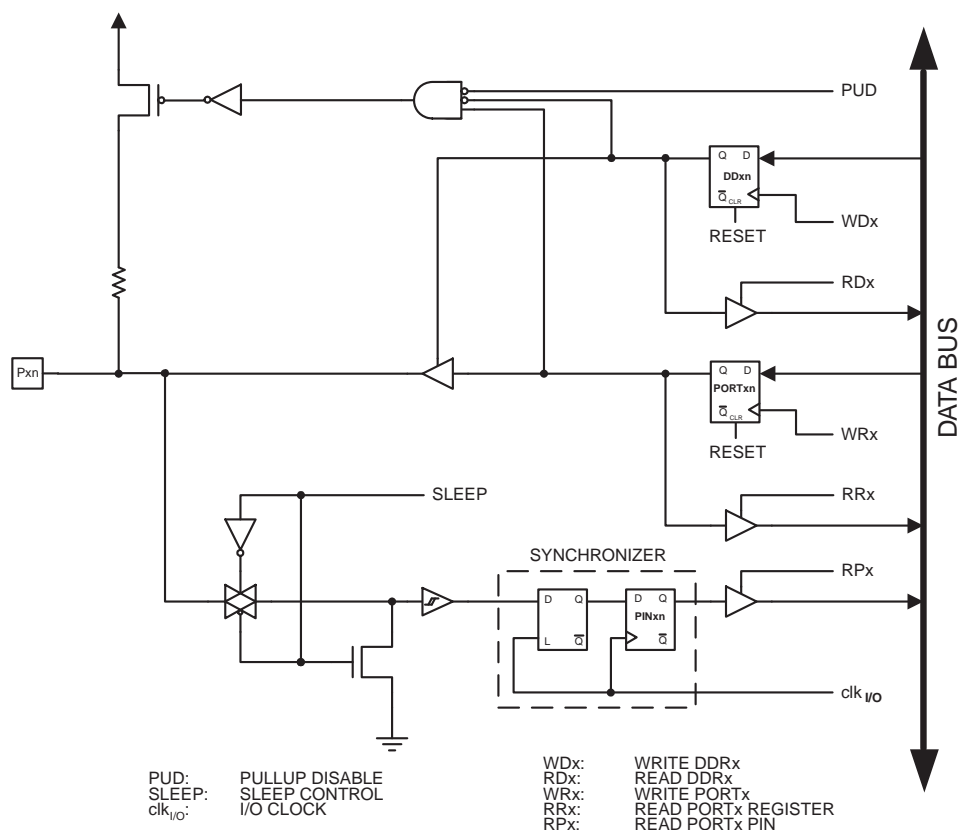 PUD
Q D
DDxn
Q CLR
WDx
RESET
RDx
Pxn
Q D
PORTxn
Q CLR
WRx
RESET
DATA BUS
SLEEP
RRx
SYNCHRONIZER
RPx
D Q
L Q
D Q
PINxn
Q
clk I/O
PUD: PULLUP DISABLE
SLEEP: SLEEP CONTROL
clkI/O: I/O CLOCK
WDx: WRITE DDRx
RDx: READ DDRx
WRx: WRITE PORTx
RRx: READ PORTx REGISTER
RPx: READ PORTx PIN